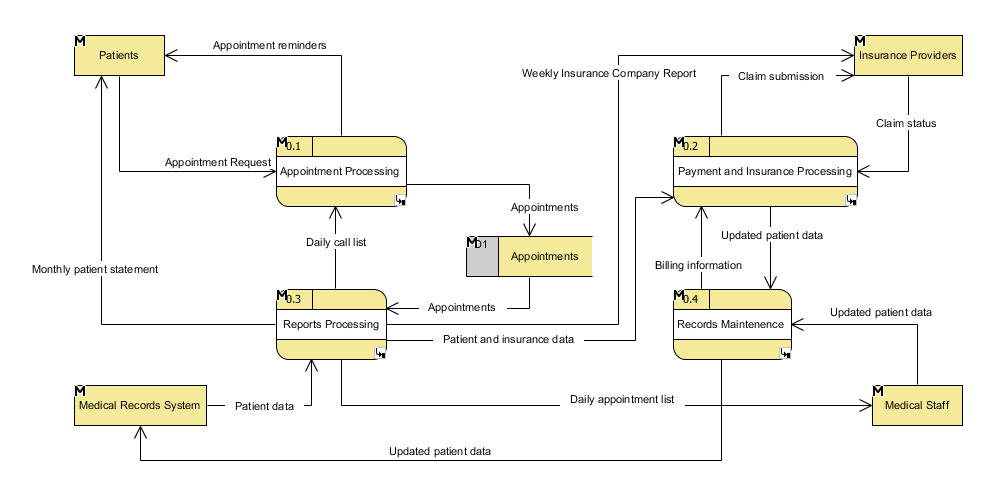 Appointment reminders
M
Patients
M
Insurance Providers
Weekly Insurance Company Report
Claim submission
Claim status
M
0.1
Appointment Processing
Appointment Request
M
0.2
Payment and Insurance Processing
Appointments
M
D1
Appointments
Daily call list
Updated patient data
Billing information
Monthly patient statement
M
0.3
Reports Processing
Appointments
M
0.4
Records Maintenence
Updated patient data
Patient and insurance data
M
Medical Records System
Patient data
Daily appointment list
M
Medical Staff
Updated patient data